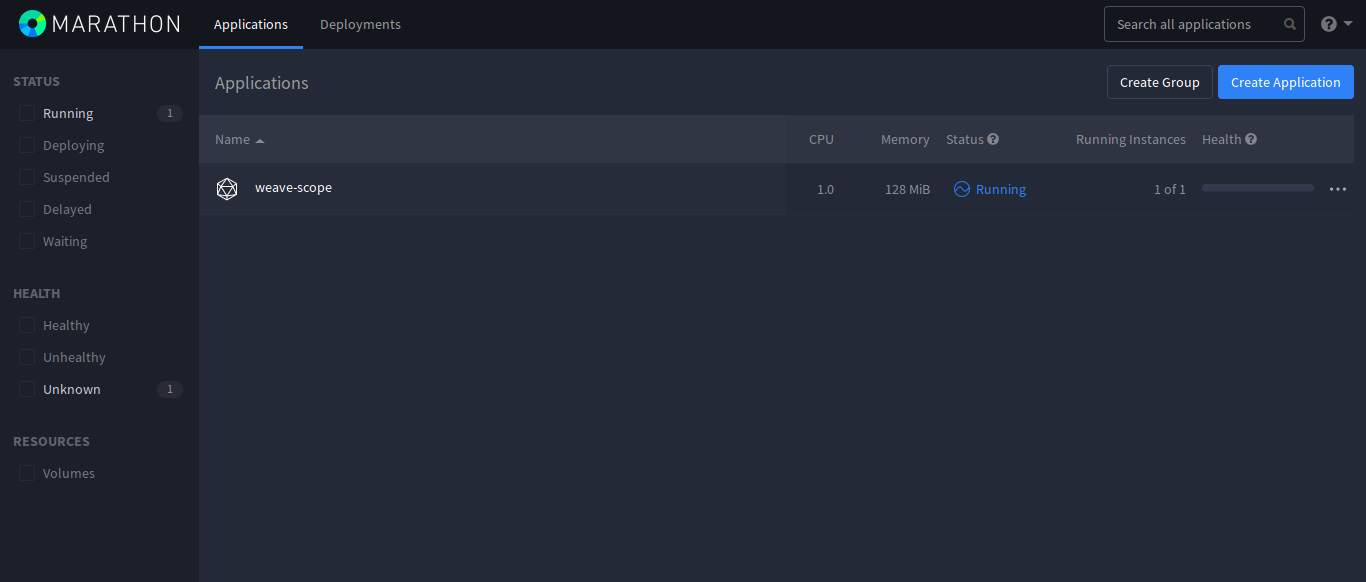 MARATHON Applications Deployments Search all applications
STATUS
Running 1
Deploying
Suspended
Delayed
Waiting
HEALTH
Healthy
Unhealthy
Unknown 1
RESOURCES
Volumes
Applications Create Group Create Application
Name CPU Memory Status Running Instances Health
weave-scope 1.0 128 MiB Running 1 of 1